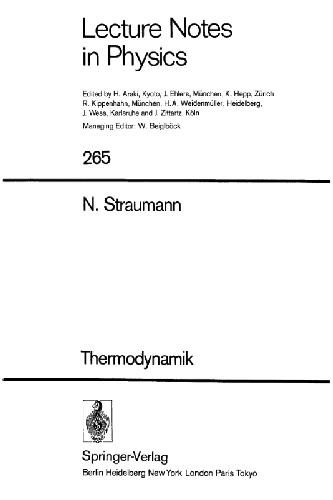 Lecture Notes
in Physics
Edited by H. Araki, Kyoto, J. Ehlers, München, K. Hepp, Zürich
R. Kippenhahn, München, H.A. Weidenmüller, Heidelberg,
J. Wess, Karlsruhe and J. Zittartz, Köln
Managing Editor: W. Beiglböck
265
N. Straumann
Thermodynamik
Springer-Verlag
Berlin Heidelberg New York London Paris Tokyo